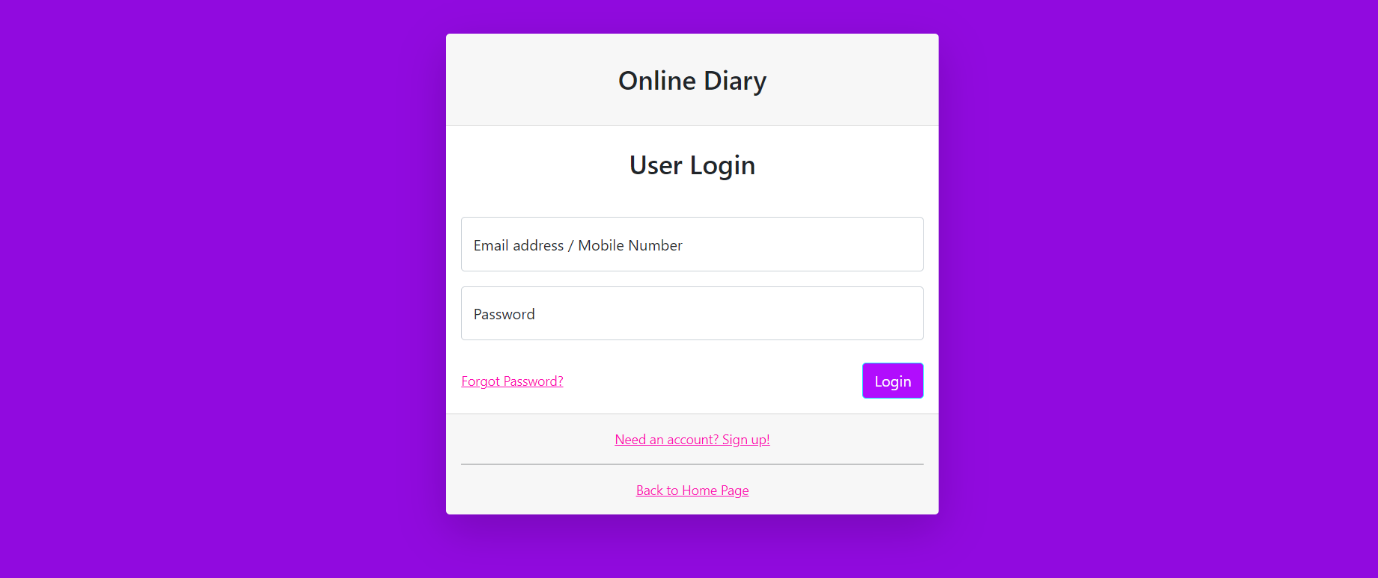 Online Diary
User Login
Email address / Mobile Number
Password
Forgot Password?
Login
Need an account? Sign up!
Back to Home Page